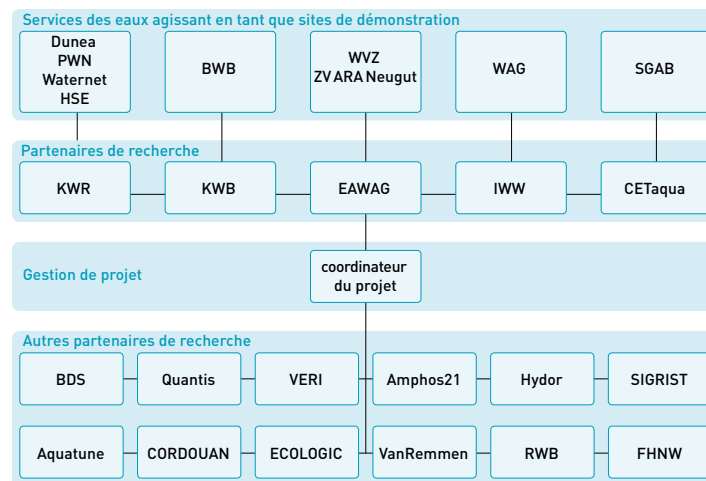 Services des eaux agissant en tant que sites de démonstration
Dunea
PWN
Waternet
HSE
BWB
WVZ
ZV ARA Neugut
WAG
SGAB
Partenaires de recherche
KWR
KWB
EAWAG
IWW
CETaqua
Gestion de projet
coordinateur
du projet
Autres partenaires de recherche
BDS
Quantis
VERI
Amphos21
Hydor
SIGRIST
Aquatune
CORDOUAN
ECOLOGIC
VanRemmen
RWB
FHNW